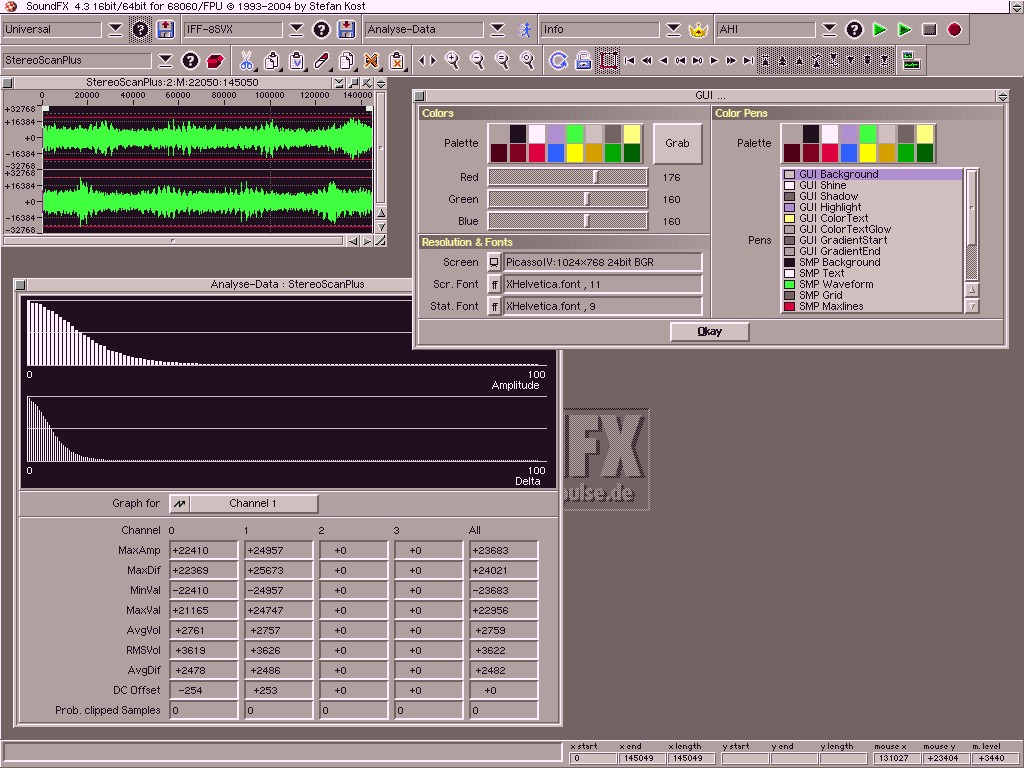 SoundFX 4.3 16bit/64bit for 68060/FPU © 1993-2004 by Stefan Kost
Universal IFF-8SVX Analyse-Data Info AHI
StereoScanPlus
StereoScanPlus:2:M:22050:145050
0 20000 40000 60000 80000 100000 120000 140000
+32768
+16384
+0
-16384
-32768
+32768
+16384
+0
-16384
-32768
GUI ...
Colors
Palette
Grab
Red 176
Green 160
Blue 160
Resolution & Fonts
Screen PicassoIV:1024×768 24bit BGR
Scr. Font ff XHelvetica.font , 11
Stat. Font ff XHelvetica.font , 9
Color Pens
Palette
Pens
GUI Background
GUI Shine
GUI Shadow
GUI Highlight
GUI ColorText
GUI ColorTextGlow
GUI GradientStart
GUI GradientEnd
SMP Background
SMP Text
SMP Waveform
SMP Grid
SMP Maxlines
Okay
Analyse-Data : StereoScanPlus
0 100
Amplitude
0 100
Delta
Graph for Channel 1
Channel 0 1 2 3 All
MaxAmp +22410 +24957 +0 +0 +23683
MaxDif +22369 +25673 +0 +0 +24021
MinVal -22410 -24957 +0 +0 -23683
MaxVal +21165 +24747 +0 +0 +22956
AvgVol +2761 +2757 +0 +0 +2759
RMSVol +3619 +3626 +0 +0 +3622
AvgDif +2478 +2486 +0 +0 +2482
DC Offset -254 +253 +0 +0 +0
Prob. clipped Samples 0 0 0 0 0
FX
pulse.de
x start x end x length y start y end y length mouse x mouse y m. level
0 145049 145049 131027 +23404 +3440